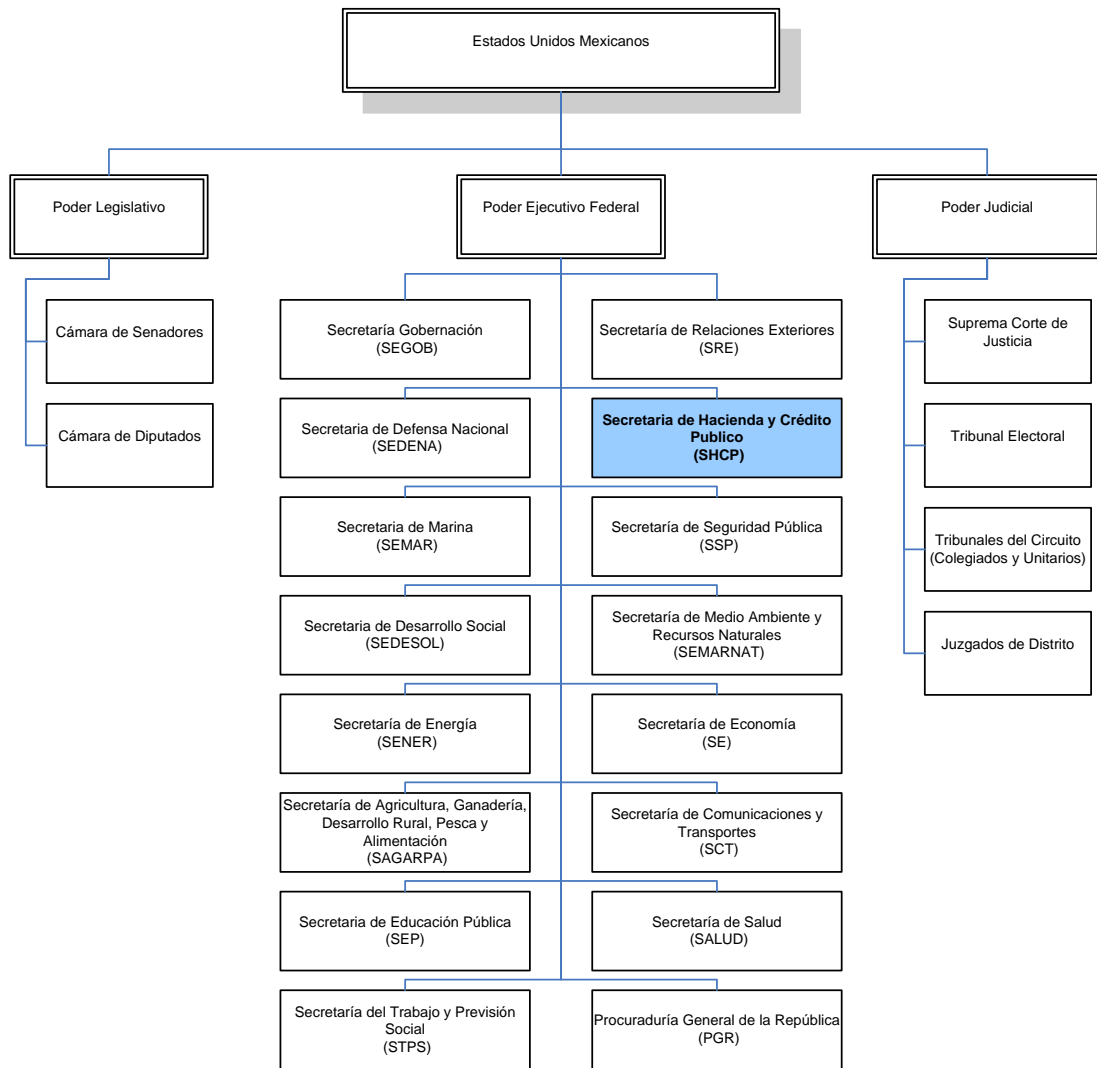 Estados Unidos Mexicanos
Poder Legislativo
Poder Ejecutivo Federal
Poder Judicial
Cámara de Senadores
Cámara de Diputados
Secretaría Gobernación
(SEGOB)
Secretaría de Relaciones Exteriores
(SRE)
Secretaria de Defensa Nacional
(SEDENA)
Secretaria de Hacienda y Crédito
Publico
(SHCP)
Secretaria de Marina
(SEMAR)
Secretaría de Seguridad Pública
(SSP)
Secretaria de Desarrollo Social
(SEDESOL)
Secretaría de Medio Ambiente y
Recursos Naturales
(SEMARNAT)
Secretaría de Energía
(SENER)
Secretaría de Economía
(SE)
Secretaría de Agricultura, Ganadería,
Desarrollo Rural, Pesca y
Alimentación
(SAGARPA)
Secretaría de Comunicaciones y
Transportes
(SCT)
Secretaria de Educación Pública
(SEP)
Secretaría de Salud
(SALUD)
Secretaría del Trabajo y Previsión
Social
(STPS)
Procuraduría General de la República
(PGR)
Suprema Corte de
Justicia
Tribunal Electoral
Tribunales del Circuito
(Colegiados y Unitarios)
Juzgados de Distrito